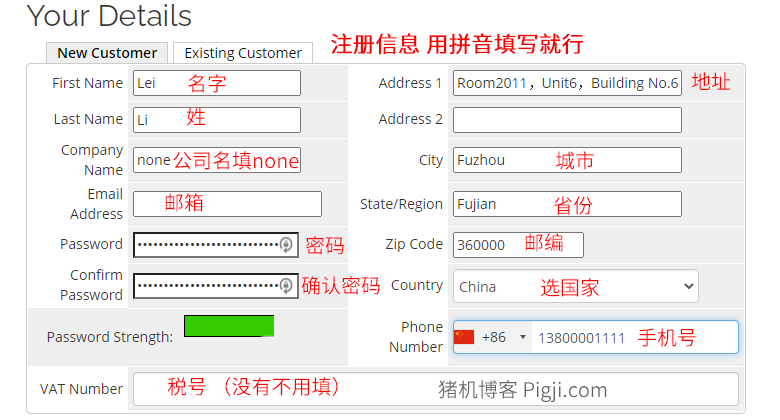 Your Details
注册信息 用拼音填写就行
New Customer
Existing Customer
First Name
Lei
名字
Address 1
Room2011，Unit6，Building No.6
地址
Last Name
Li
姓
Address 2
Company Name
none
公司名填none
City
Fuzhou
城市
Email Address
邮箱
State/Region
Fujian
省份
Password
密码
Zip Code
360000
邮编
Confirm Password
确认密码
Country
China
选国家
Password Strength:
Phone Number
+86
13800001111
手机号
VAT Number
税号 （没有不用填）
猪机博客 Pigji.com